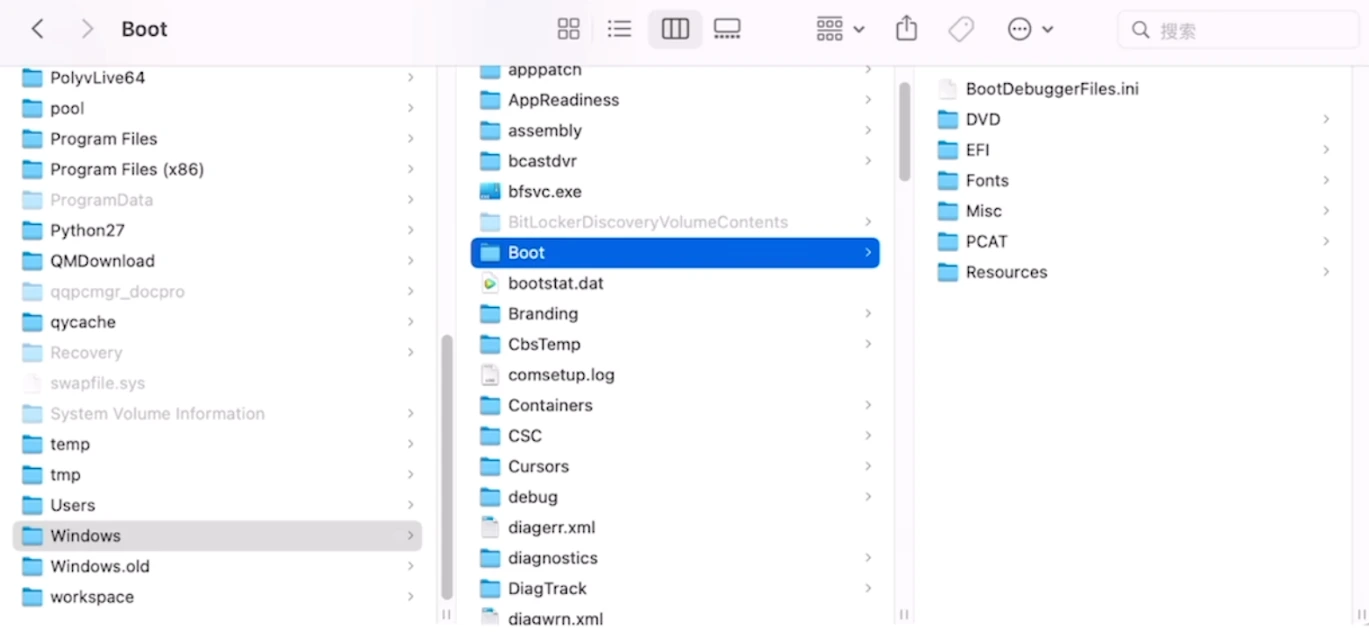 Boot
搜索
PolyvLive64
pool
Program Files
Program Files (x86)
ProgramData
Python27
QMDownload
qqpcmgr_docpro
qycache
Recovery
swapfile.sys
System Volume Information
temp
tmp
Users
Windows
Windows.old
workspace
apppatch
AppReadiness
assembly
bcastdvr
bfsvc.exe
BitLockerDiscoveryVolumeContents
Boot
bootstat.dat
Branding
CbsTemp
comsetup.log
Containers
CSC
Cursors
debug
diagerr.xml
diagnostics
DiagTrack
diagwrn.xml
BootDebuggerFiles.ini
DVD
EFI
Fonts
Misc
PCAT
Resources